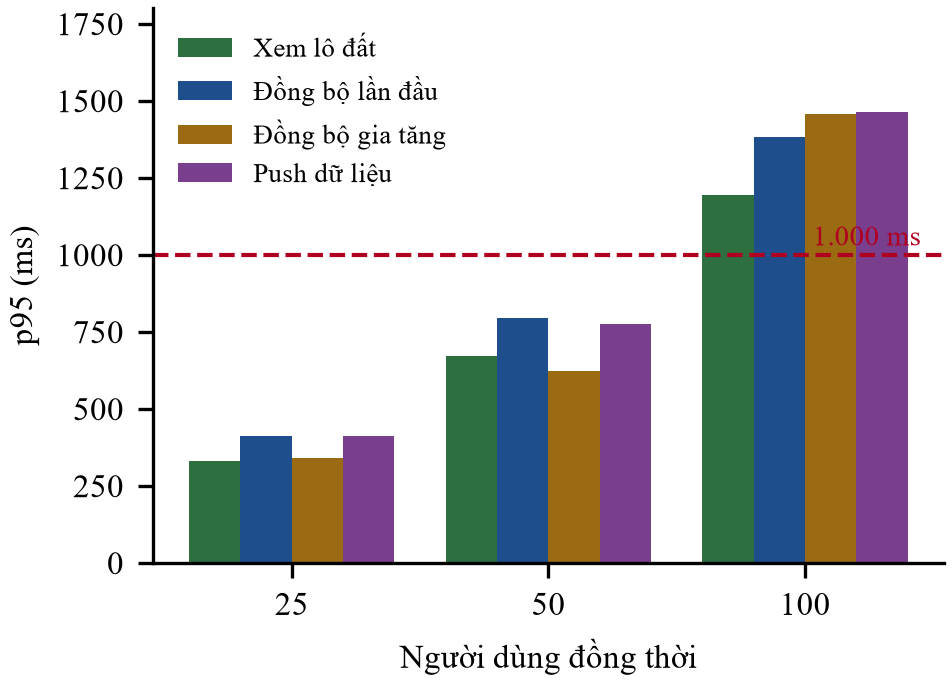 1750
1500
1250
1000
750
500
250
0
p95 (ms)
Xem lô đất
Đồng bộ lần đầu
Đồng bộ gia tăng
Push dữ liệu
1.000 ms
25 50 100
Người dùng đồng thời